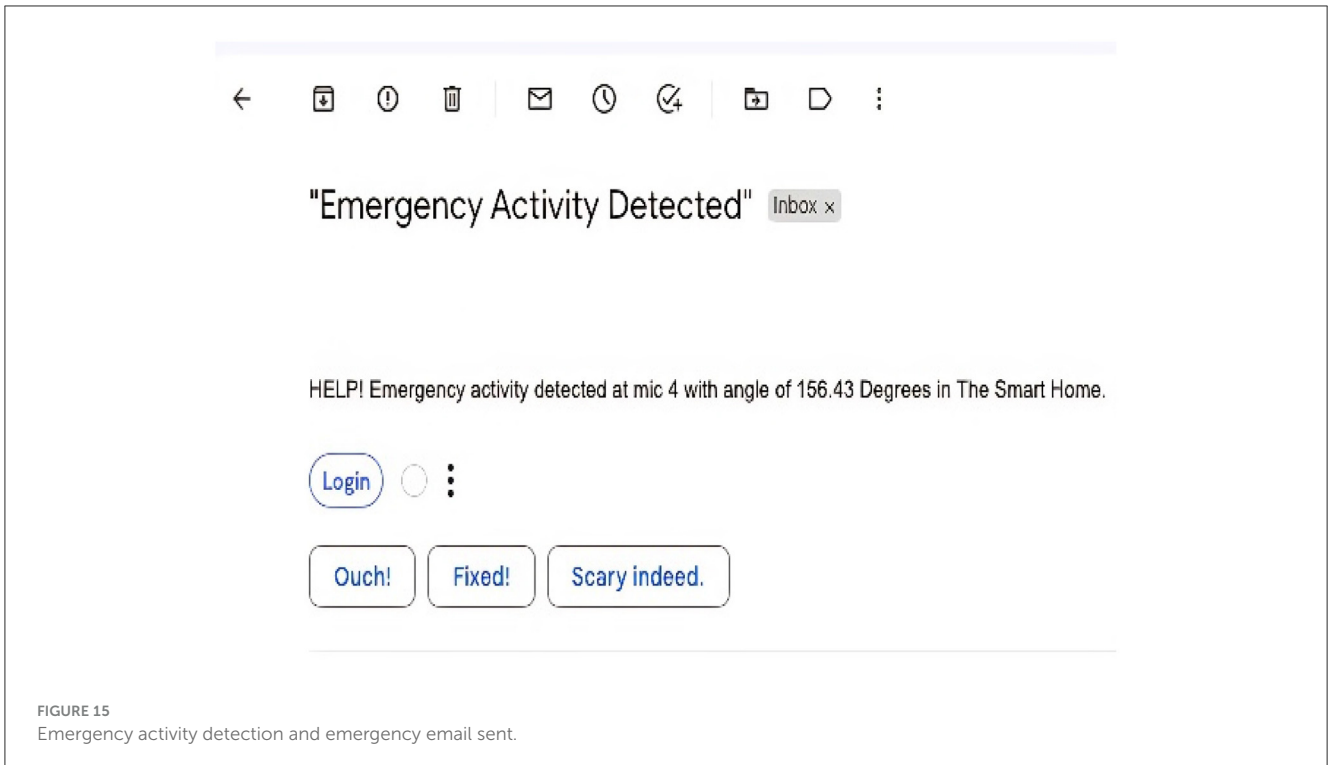 "Emergency Activity Detected" Inbox ×
HELP! Emergency activity detected at mic 4 with angle of 156.43 Degrees in The Smart Home.
Login
Ouch! Fixed! Scary indeed.
FIGURE 15
Emergency activity detection and emergency email sent.